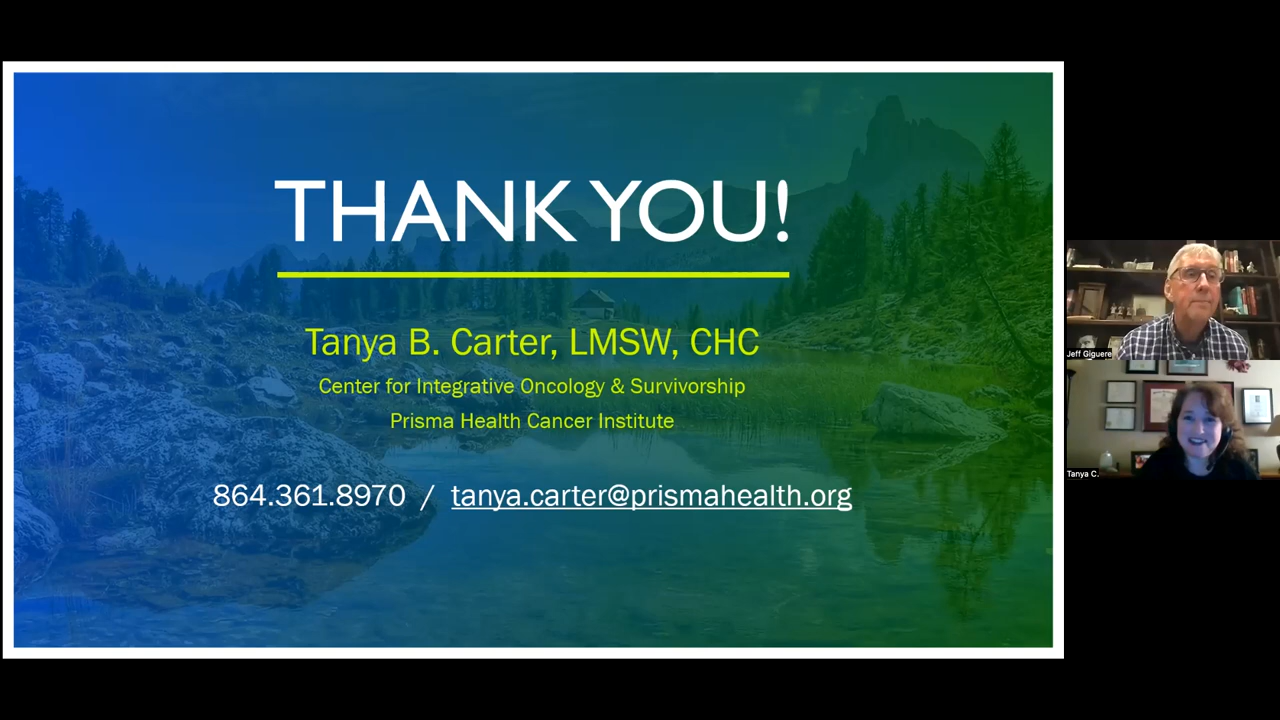 THANK YOU!
Tanya B. Carter, LMSW, CHC
Center for Integrative Oncology & Survivorship
Prisma Health Cancer Institute
864.361.8970 / tanya.carter@prismahealth.org
Jeff Giguere
Tanya C.